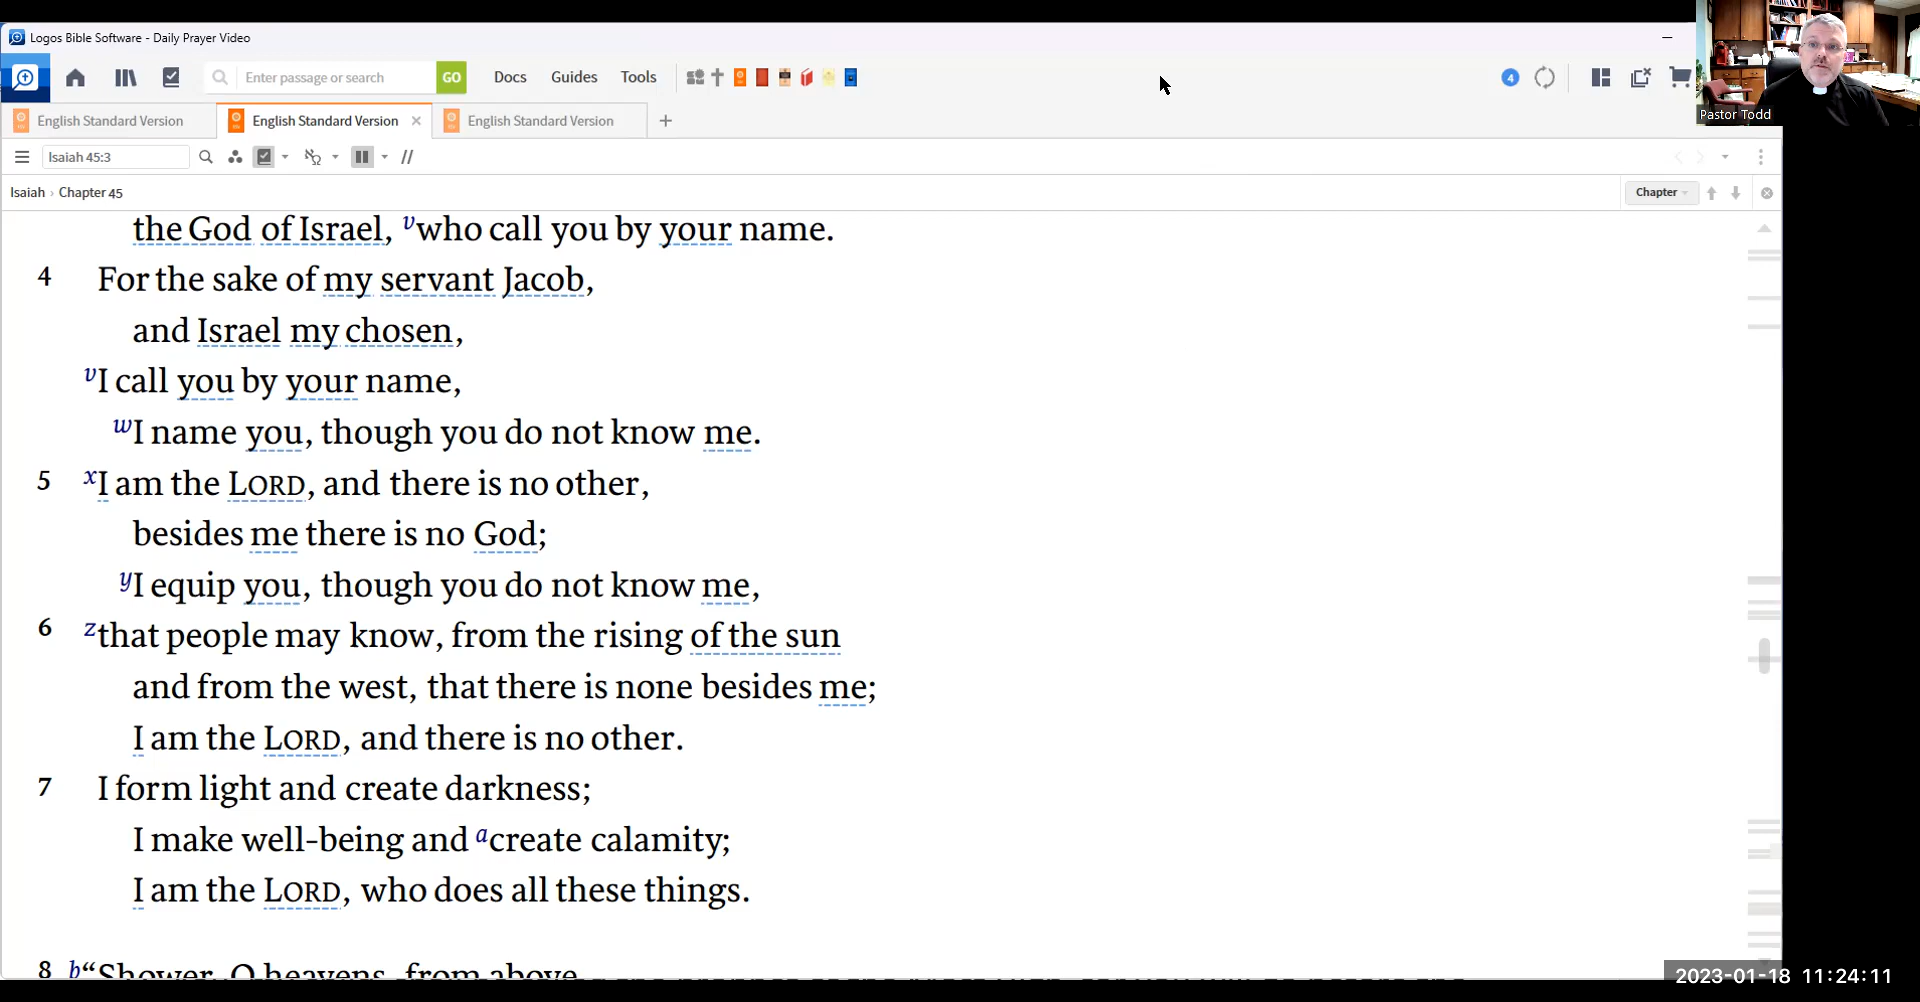 Logos Bible Software - Daily Prayer Video
Enter passage or search GO Docs Guides Tools 4
Pastor Todd
English Standard Version English Standard Version × English Standard Version +
Isaiah 45:3 //
Isaiah › Chapter 45 Chapter
the God of Israel, v who call you by your name.
4 For the sake of my servant Jacob,
and Israel my chosen,
v I call you by your name,
w I name you, though you do not know me.
5 x I am the LORD, and there is no other,
besides me there is no God;
y I equip you, though you do not know me,
6 z that people may know, from the rising of the sun
and from the west, that there is none besides me;
I am the LORD, and there is no other.
7 I form light and create darkness;
I make well-being and a create calamity;
I am the LORD, who does all these things.
8 b “Shower, O heavens, from above,
2023-01-18 11:24:11